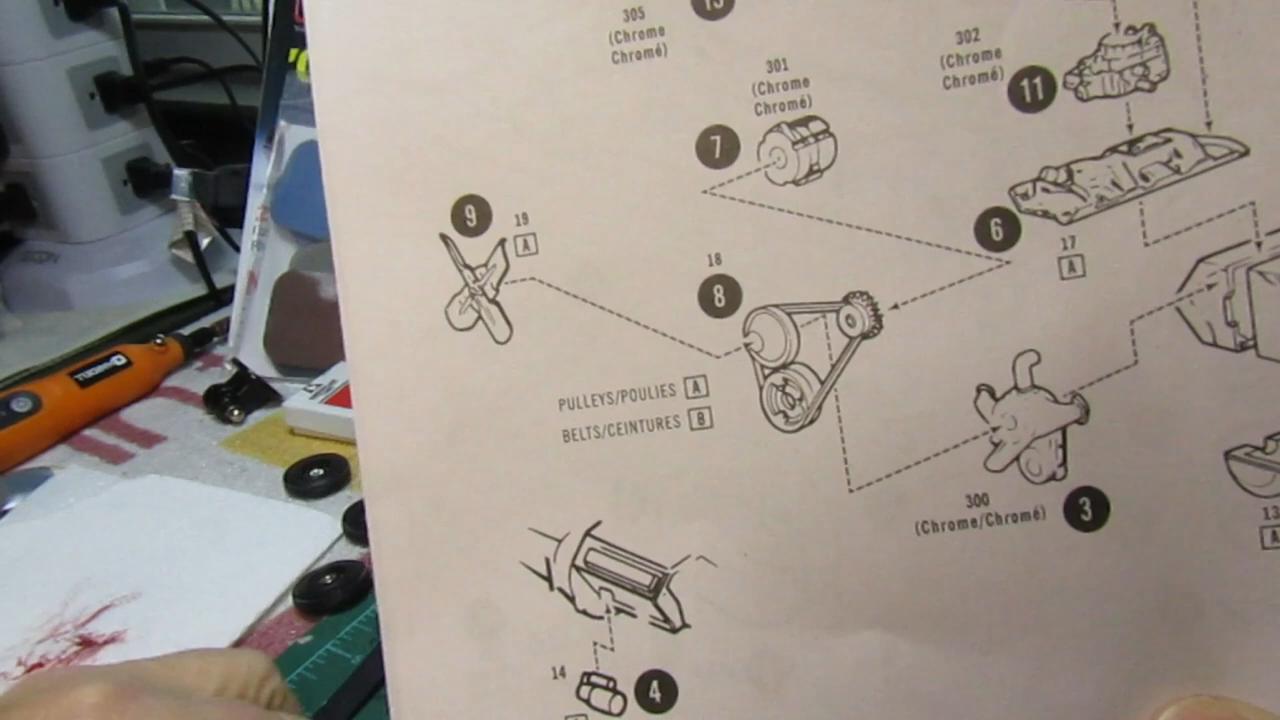 305
(Chrome
Chromé)
13
302
(Chrome
Chromé)
11
301
(Chrome
Chromé)
7
9
19
A
6
17
A
18
8
PULLEYS/POULIES A
BELTS/CEINTURES B
300
(Chrome/Chromé)
3
13
A
14
4